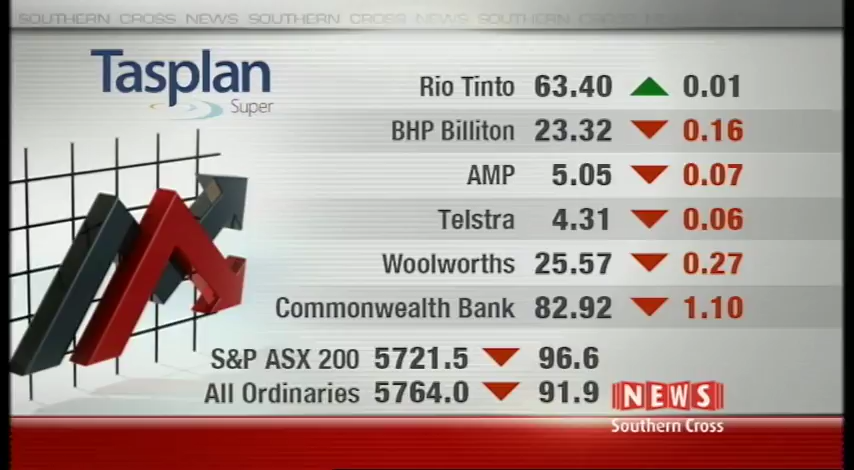 SOUTHERN CROSS NEWS SOUTHERN CROSS NEWS SOUTHERN CROSS NEWS SOUTHERN CROSS
Tasplan
Super
Rio Tinto 63.40 ▲ 0.01
BHP Billiton 23.32 ▼ 0.16
AMP 5.05 ▼ 0.07
Telstra 4.31 ▼ 0.06
Woolworths 25.57 ▼ 0.27
Commonwealth Bank 82.92 ▼ 1.10
S&P ASX 200 5721.5 ▼ 96.6
All Ordinaries 5764.0 ▼ 91.9
NEWS
Southern Cross